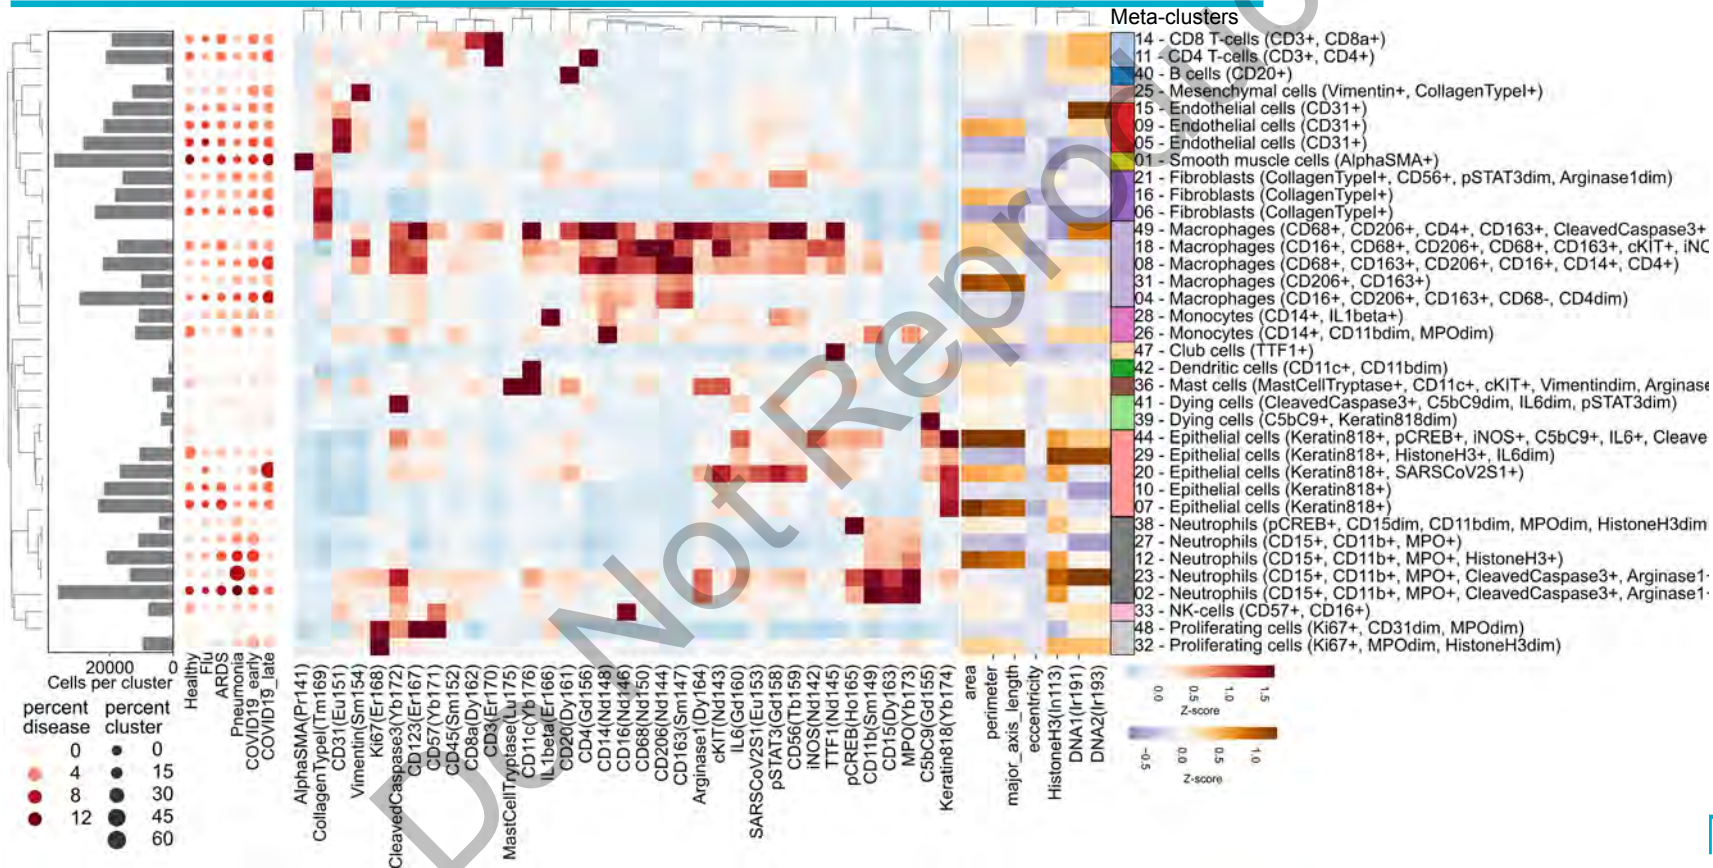 Meta-clusters
14 - CD8 T-cells (CD3+, CD8a+)
11 - CD4 T-cells (CD3+, CD4+)
40 - B cells (CD20+)
25 - Mesenchymal cells (Vimentin+, CollagenTypeI+)
15 - Endothelial cells (CD31+)
09 - Endothelial cells (CD31+)
05 - Endothelial cells (CD31+)
01 - Smooth muscle cells (AlphaSMA+)
21 - Fibroblasts (CollagenTypeI+, CD56+, pSTAT3dim, Arginase1dim)
16 - Fibroblasts (CollagenTypeI+)
06 - Fibroblasts (CollagenTypeI+)
49 - Macrophages (CD68+, CD206+, CD4+, CD163+, CleavedCaspase3+
18 - Macrophages (CD16+, CD68+, CD206+, CD68+, CD163+, cKIT+, iNO
08 - Macrophages (CD68+, CD163+, CD206+, CD16+, CD14+, CD4+)
31 - Macrophages (CD206+, CD163+)
04 - Macrophages (CD16+, CD206+, CD163+, CD68-, CD4dim)
28 - Monocytes (CD14+, IL1beta+)
26 - Monocytes (CD14+, CD11bdim, MPOdim)
47 - Club cells (TTF1+)
42 - Dendritic cells (CD11c+, CD11bdim)
36 - Mast cells (MastCellTryptase+, CD11c+, cKIT+, Vimentindim, Arginase
41 - Dying cells (CleavedCaspase3+, C5bC9dim, IL6dim, pSTAT3dim)
39 - Dying cells (C5bC9+, Keratin818dim)
44 - Epithelial cells (Keratin818+, pCREB+, iNOS+, C5bC9+, IL6+, Cleave
29 - Epithelial cells (Keratin818+, HistoneH3+, IL6dim)
20 - Epithelial cells (Keratin818+, SARSCoV2S1+)
10 - Epithelial cells (Keratin818+)
07 - Epithelial cells (Keratin818+)
38 - Neutrophils (pCREB+, CD15dim, CD11bdim, MPOdim, HistoneH3dim
27 - Neutrophils (CD15+, CD11b+, MPO+)
12 - Neutrophils (CD15+, CD11b+, MPO+, HistoneH3+)
23 - Neutrophils (CD15+, CD11b+, MPO+, CleavedCaspase3+, Arginase1+
02 - Neutrophils (CD15+, CD11b+, MPO+, CleavedCaspase3+, Arginase1+
33 - NK-cells (CD57+, CD16+)
48 - Proliferating cells (Ki67+, CD31dim, MPOdim)
32 - Proliferating cells (Ki67+, MPOdim, HistoneH3dim)
20000 0
Cells per cluster
Healthy
Flu
ARDS
Pneumonia
COVID19_early
COVID19_late
AlphaSMA(Pr141)
CollagenTypeI(Tm169)
CD31(Eu151)
Vimentin(Sm154)
Ki67(Er168)
CleavedCaspase3(Yb172)
CD123(Er167)
CD57(Yb171)
CD45(Sm152)
CD8a(Dy162)
CD3(Er170)
MastCellTryptase(Lu175)
CD11c(Yb176)
IL1beta(Er166)
CD20(Dy161)
CD4(Gd156)
CD14(Nd148)
CD16(Nd146)
CD68(Nd150)
CD206(Nd144)
CD163(Sm147)
Arginase1(Dy164)
cKIT(Nd143)
IL6(Gd160)
SARSCoV2S1(Eu153)
pSTAT3(Gd158)
CD56(Tb159)
iNOS(Nd142)
TTF1(Nd145)
pCREB(Ho165)
CD11b(Sm149)
CD15(Dy163)
MPO(Yb173)
C5bC9(Gd155)
Keratin818(Yb174)
area
perimeter
major_axis_length
eccentricity
HistoneH3(In113)
DNA1(Ir191)
DNA2(Ir193)
0.0 0.5 1.0 1.5
Z-score
-0.5 0.0 0.5 1.0
Z-score
percent disease
0
4
8
12
percent cluster
0
15
30
45
60
Do Not Reproduc